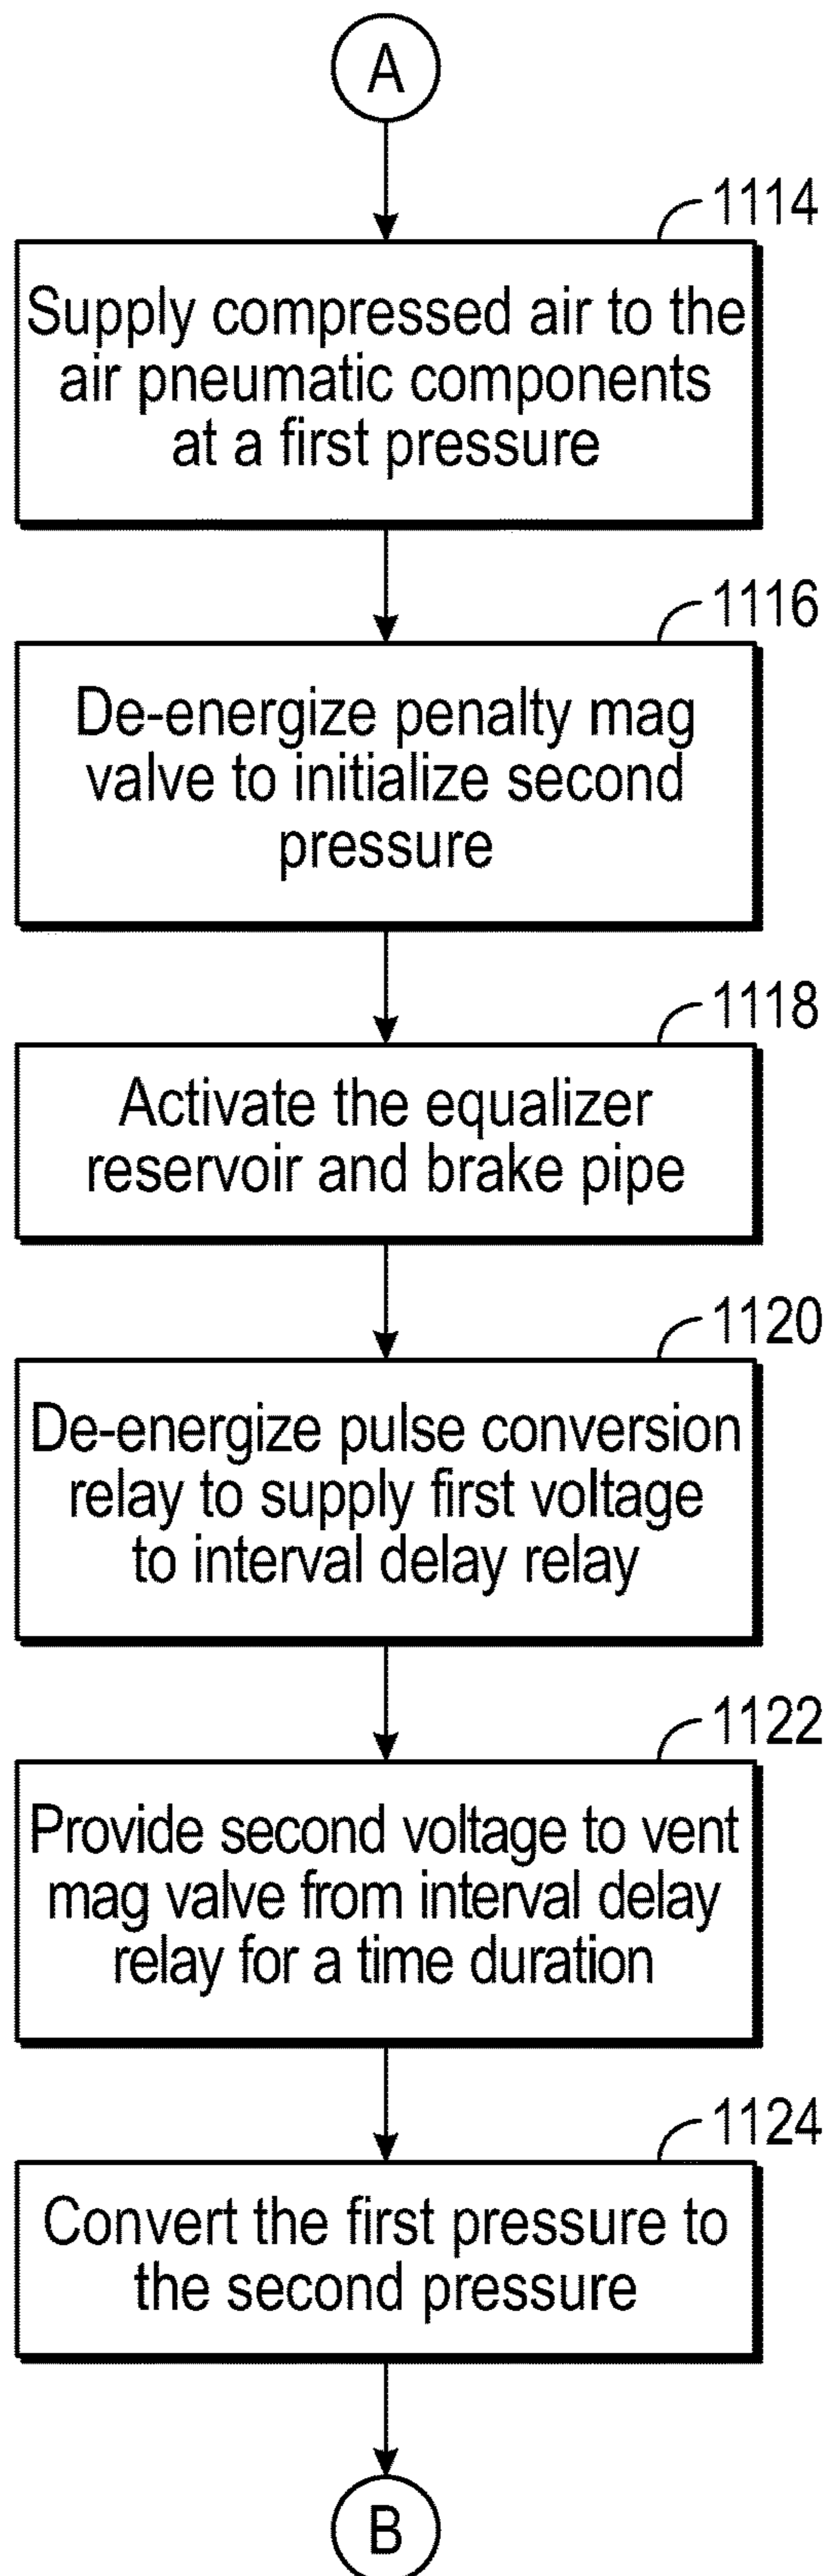 A
1114
Supply compressed air to the
air pneumatic components
at a first pressure
1116
De-energize penalty mag
valve to initialize second
pressure
1118
Activate the equalizer
reservoir and brake pipe
1120
De-energize pulse conversion
relay to supply first voltage
to interval delay relay
1122
Provide second voltage to vent
mag valve from interval delay
relay for a time duration
1124
Convert the first pressure to
the second pressure
B